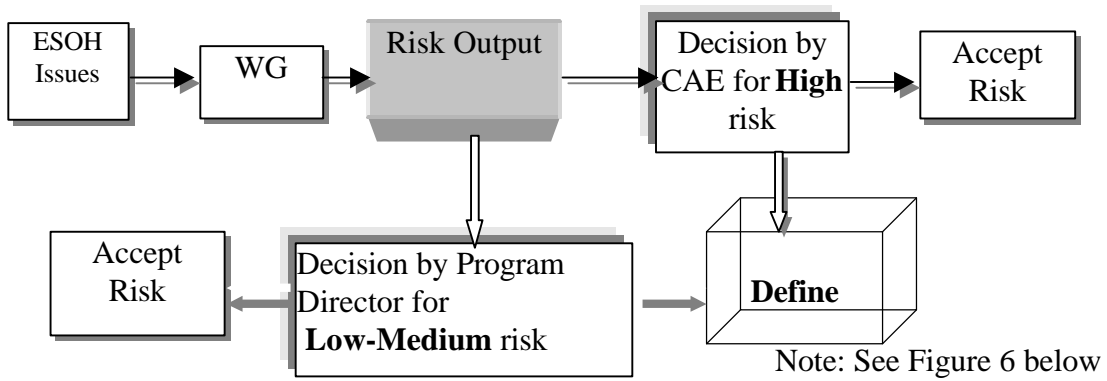 ESOH
Issues
WG
Risk Output
Decision by
CAE for High
risk
Accept
Risk
Accept
Risk
Decision by Program
Director for
Low-Medium risk
Define
Note: See Figure 6 below